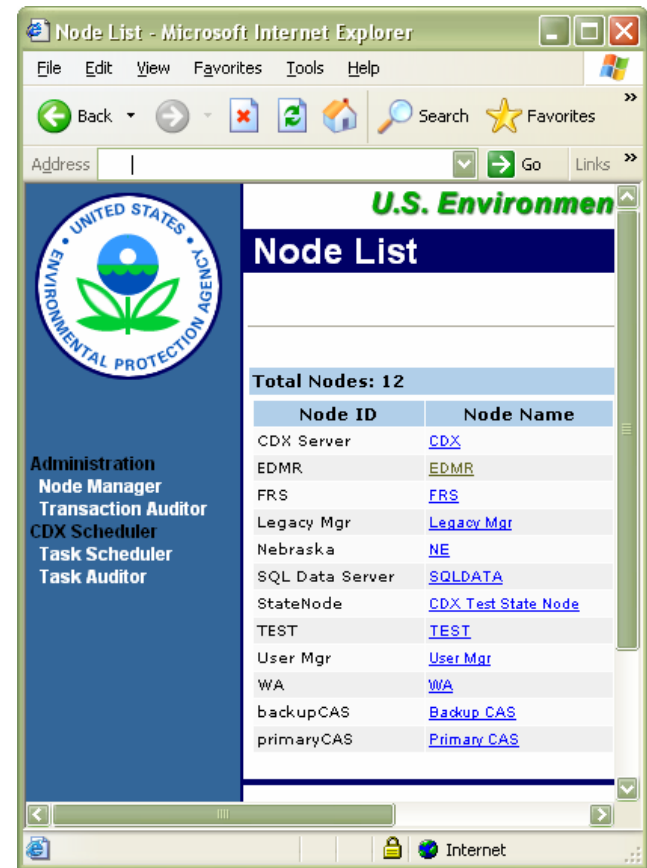 Node List - Microsoft Internet Explorer
File Edit View Favorites Tools Help
Back Search Favorites »
Address Go Links »
UNITED STATES • ENVIRONMENTAL PROTECTION AGENCY •
U.S. Environmen
Node List
Total Nodes: 12
Node ID Node Name
CDX Server CDX
EDMR EDMR
FRS FRS
Legacy Mgr Legacy Mgr
Nebraska NE
SQL Data Server SQLDATA
StateNode CDX Test State Node
TEST TEST
User Mgr User Mgr
WA WA
backupCAS Backup CAS
primaryCAS Primary CAS
Administration
Node Manager
Transaction Auditor
CDX Scheduler
Task Scheduler
Task Auditor
Internet